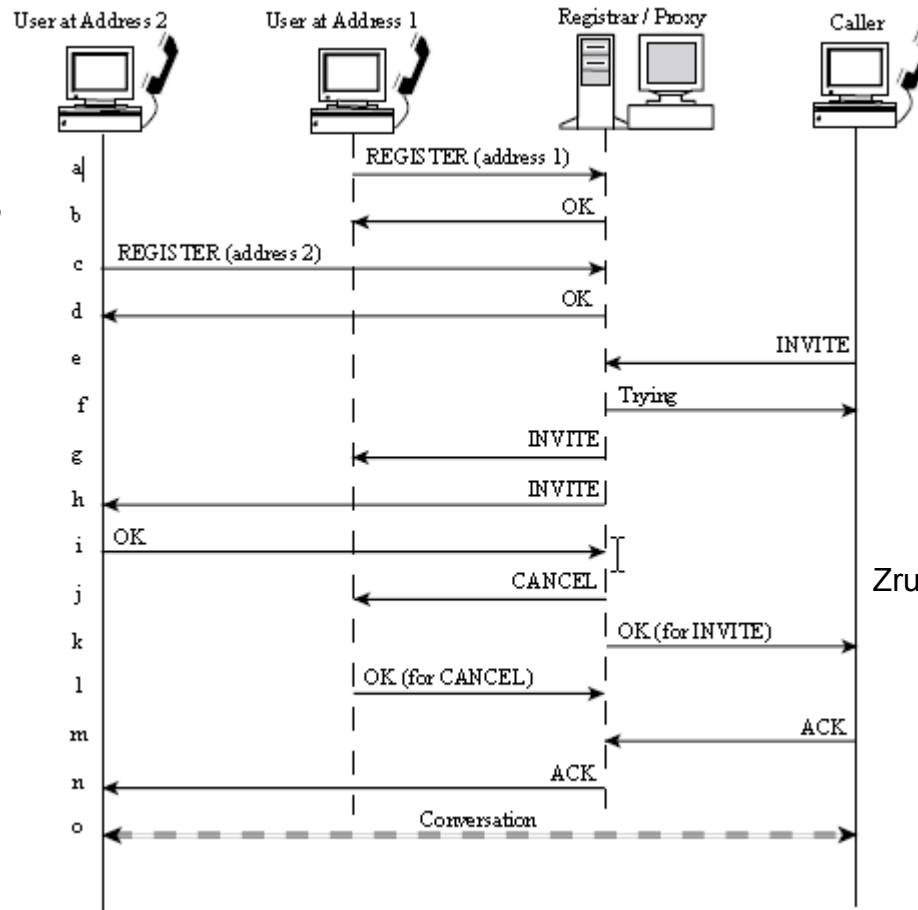 User at Address 2
User at Address 1
Registrar / Proxy
Caller
a
REGISTER (address 1)
b
OK
c
REGISTER (address 2)
d
OK
e
INVITE
f
Trying
g
INVITE
h
INVITE
i
OK
j
CANCEL
Zru
k
OK (for INVITE)
l
OK (for CANCEL)
m
ACK
n
ACK
o
Conversation